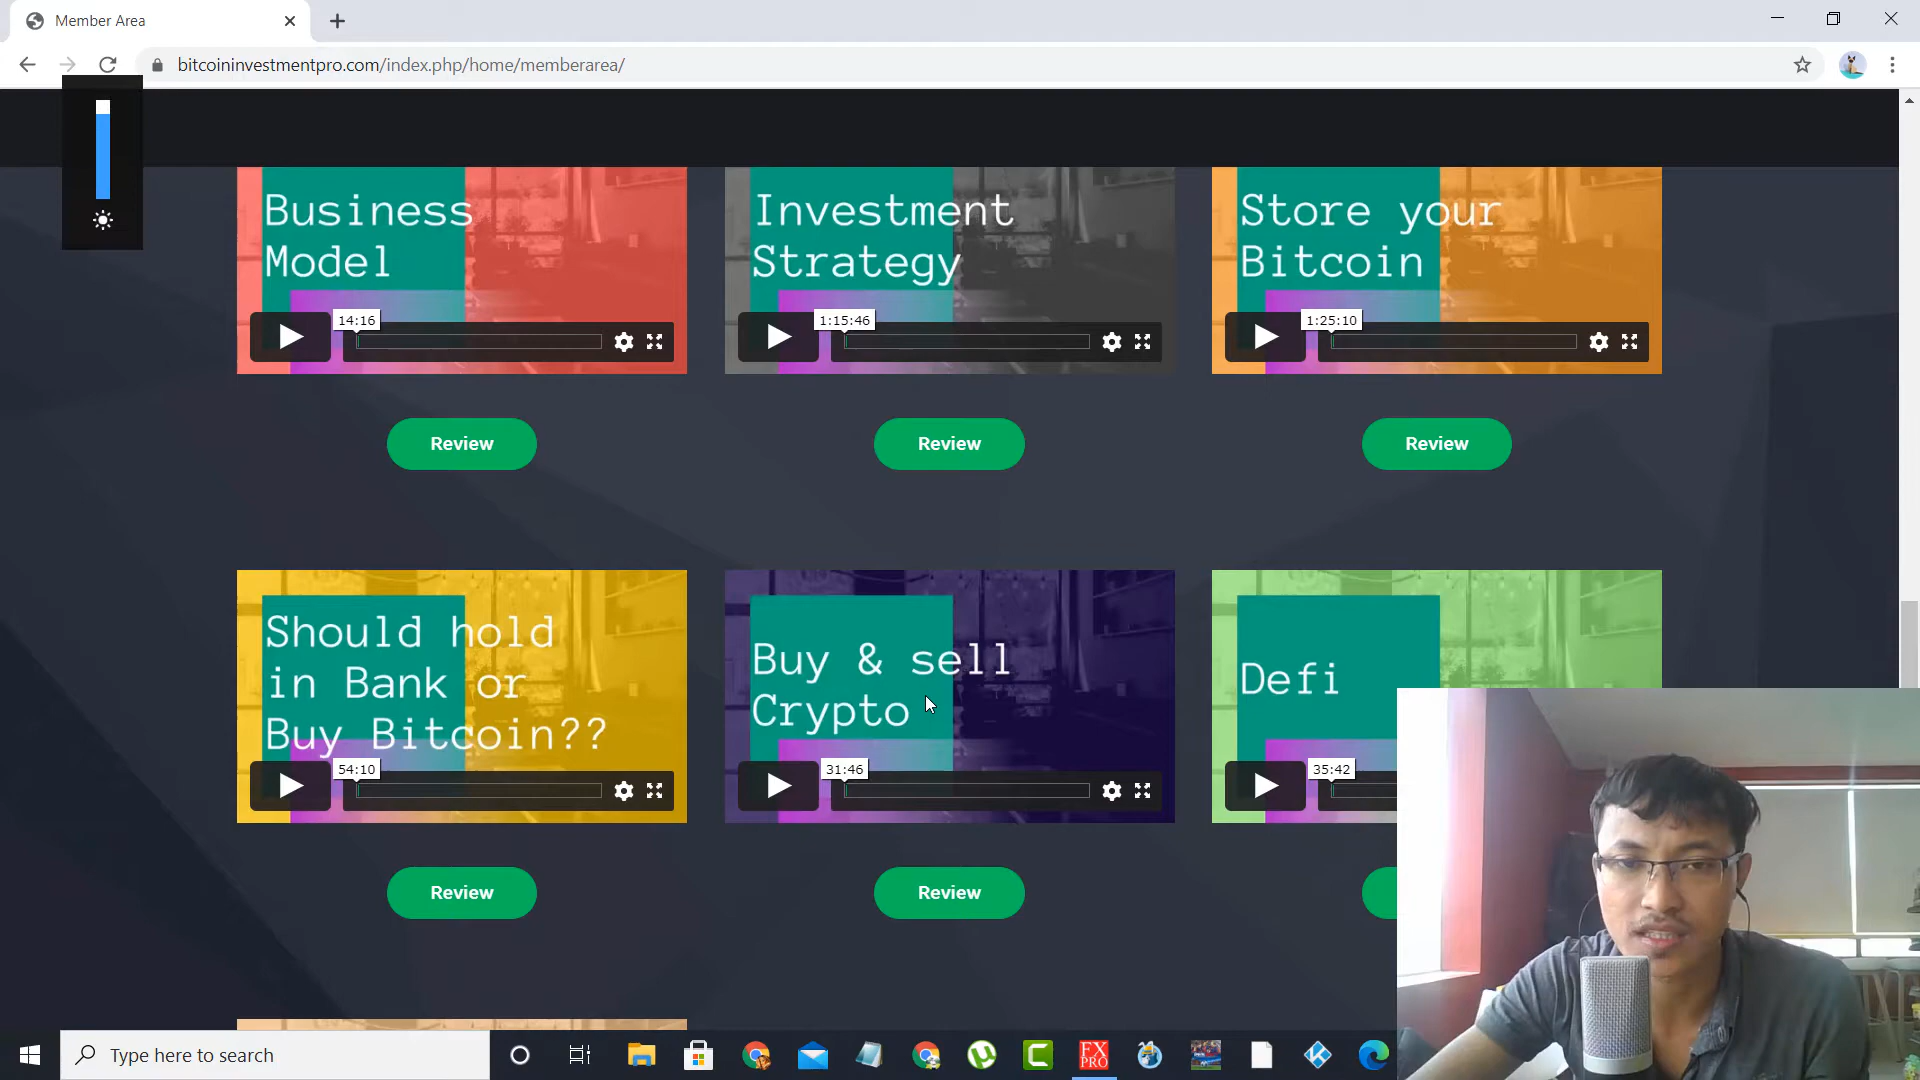 Member Area
bitcoininvestmentpro.com/index.php/home/memberarea/
Business
Model
14:16
Investment
Strategy
1:15:46
Store your
Bitcoin
1:25:10
Review
Review
Review
Should hold
in Bank or
Buy Bitcoin??
54:10
Buy & sell
Crypto
31:46
Defi
35:42
Review
Review
Type here to search
FX
PRO